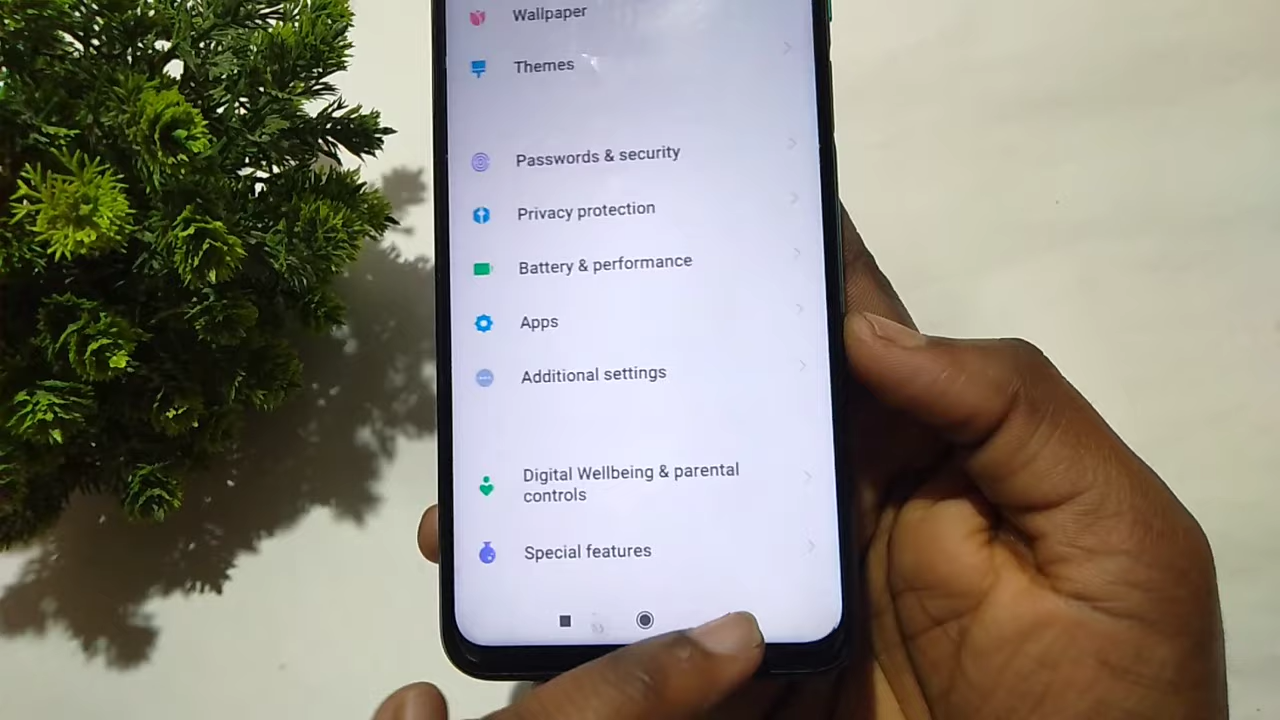 Wallpaper
Themes
Passwords & security
Privacy protection
Battery & performance
Apps
Additional settings
Digital Wellbeing & parental
controls
Special features